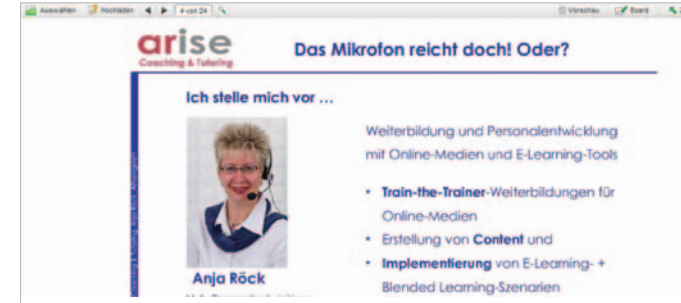 Auswählen Hochladen 4 von 24 Vorschau Board
arise
Coaching & Tutoring
Das Mikrofon reicht doch! Oder?
Ich stelle mich vor ...
Weiterbildung und Personalentwicklung
mit Online-Medien und E-Learning-Tools
• Train-the-Trainer-Weiterbildungen für
Online-Medien
• Erstellung von Content und
• Implementierung von E-Learning- +
Blended Learning-Szenarien
Anja Röck